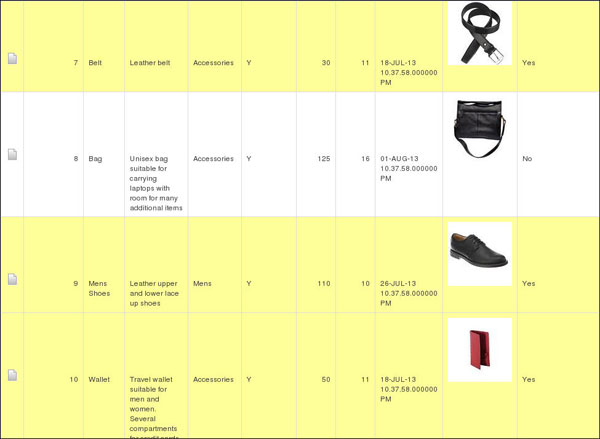 7 Belt Leather belt Accessories Y 30 11 18-JUL-13 Yes
10.37.58.000000
PM
8 Bag Unisex bag Accessories Y 125 16 01-AUG-13 No
suitable for 10.37.58.000000
carrying PM
laptops with
room for many
additional items
9 Mens Leather upper Mens Y 110 10 26-JUL-13 Yes
Shoes and lower lace 10.37.58.000000
up shoes PM
10 Wallet Travel wallet Accessories Y 50 11 18-JUL-13 Yes
suitable for 10.37.58.000000
men and PM
women.
Several
compartments
for credit cards